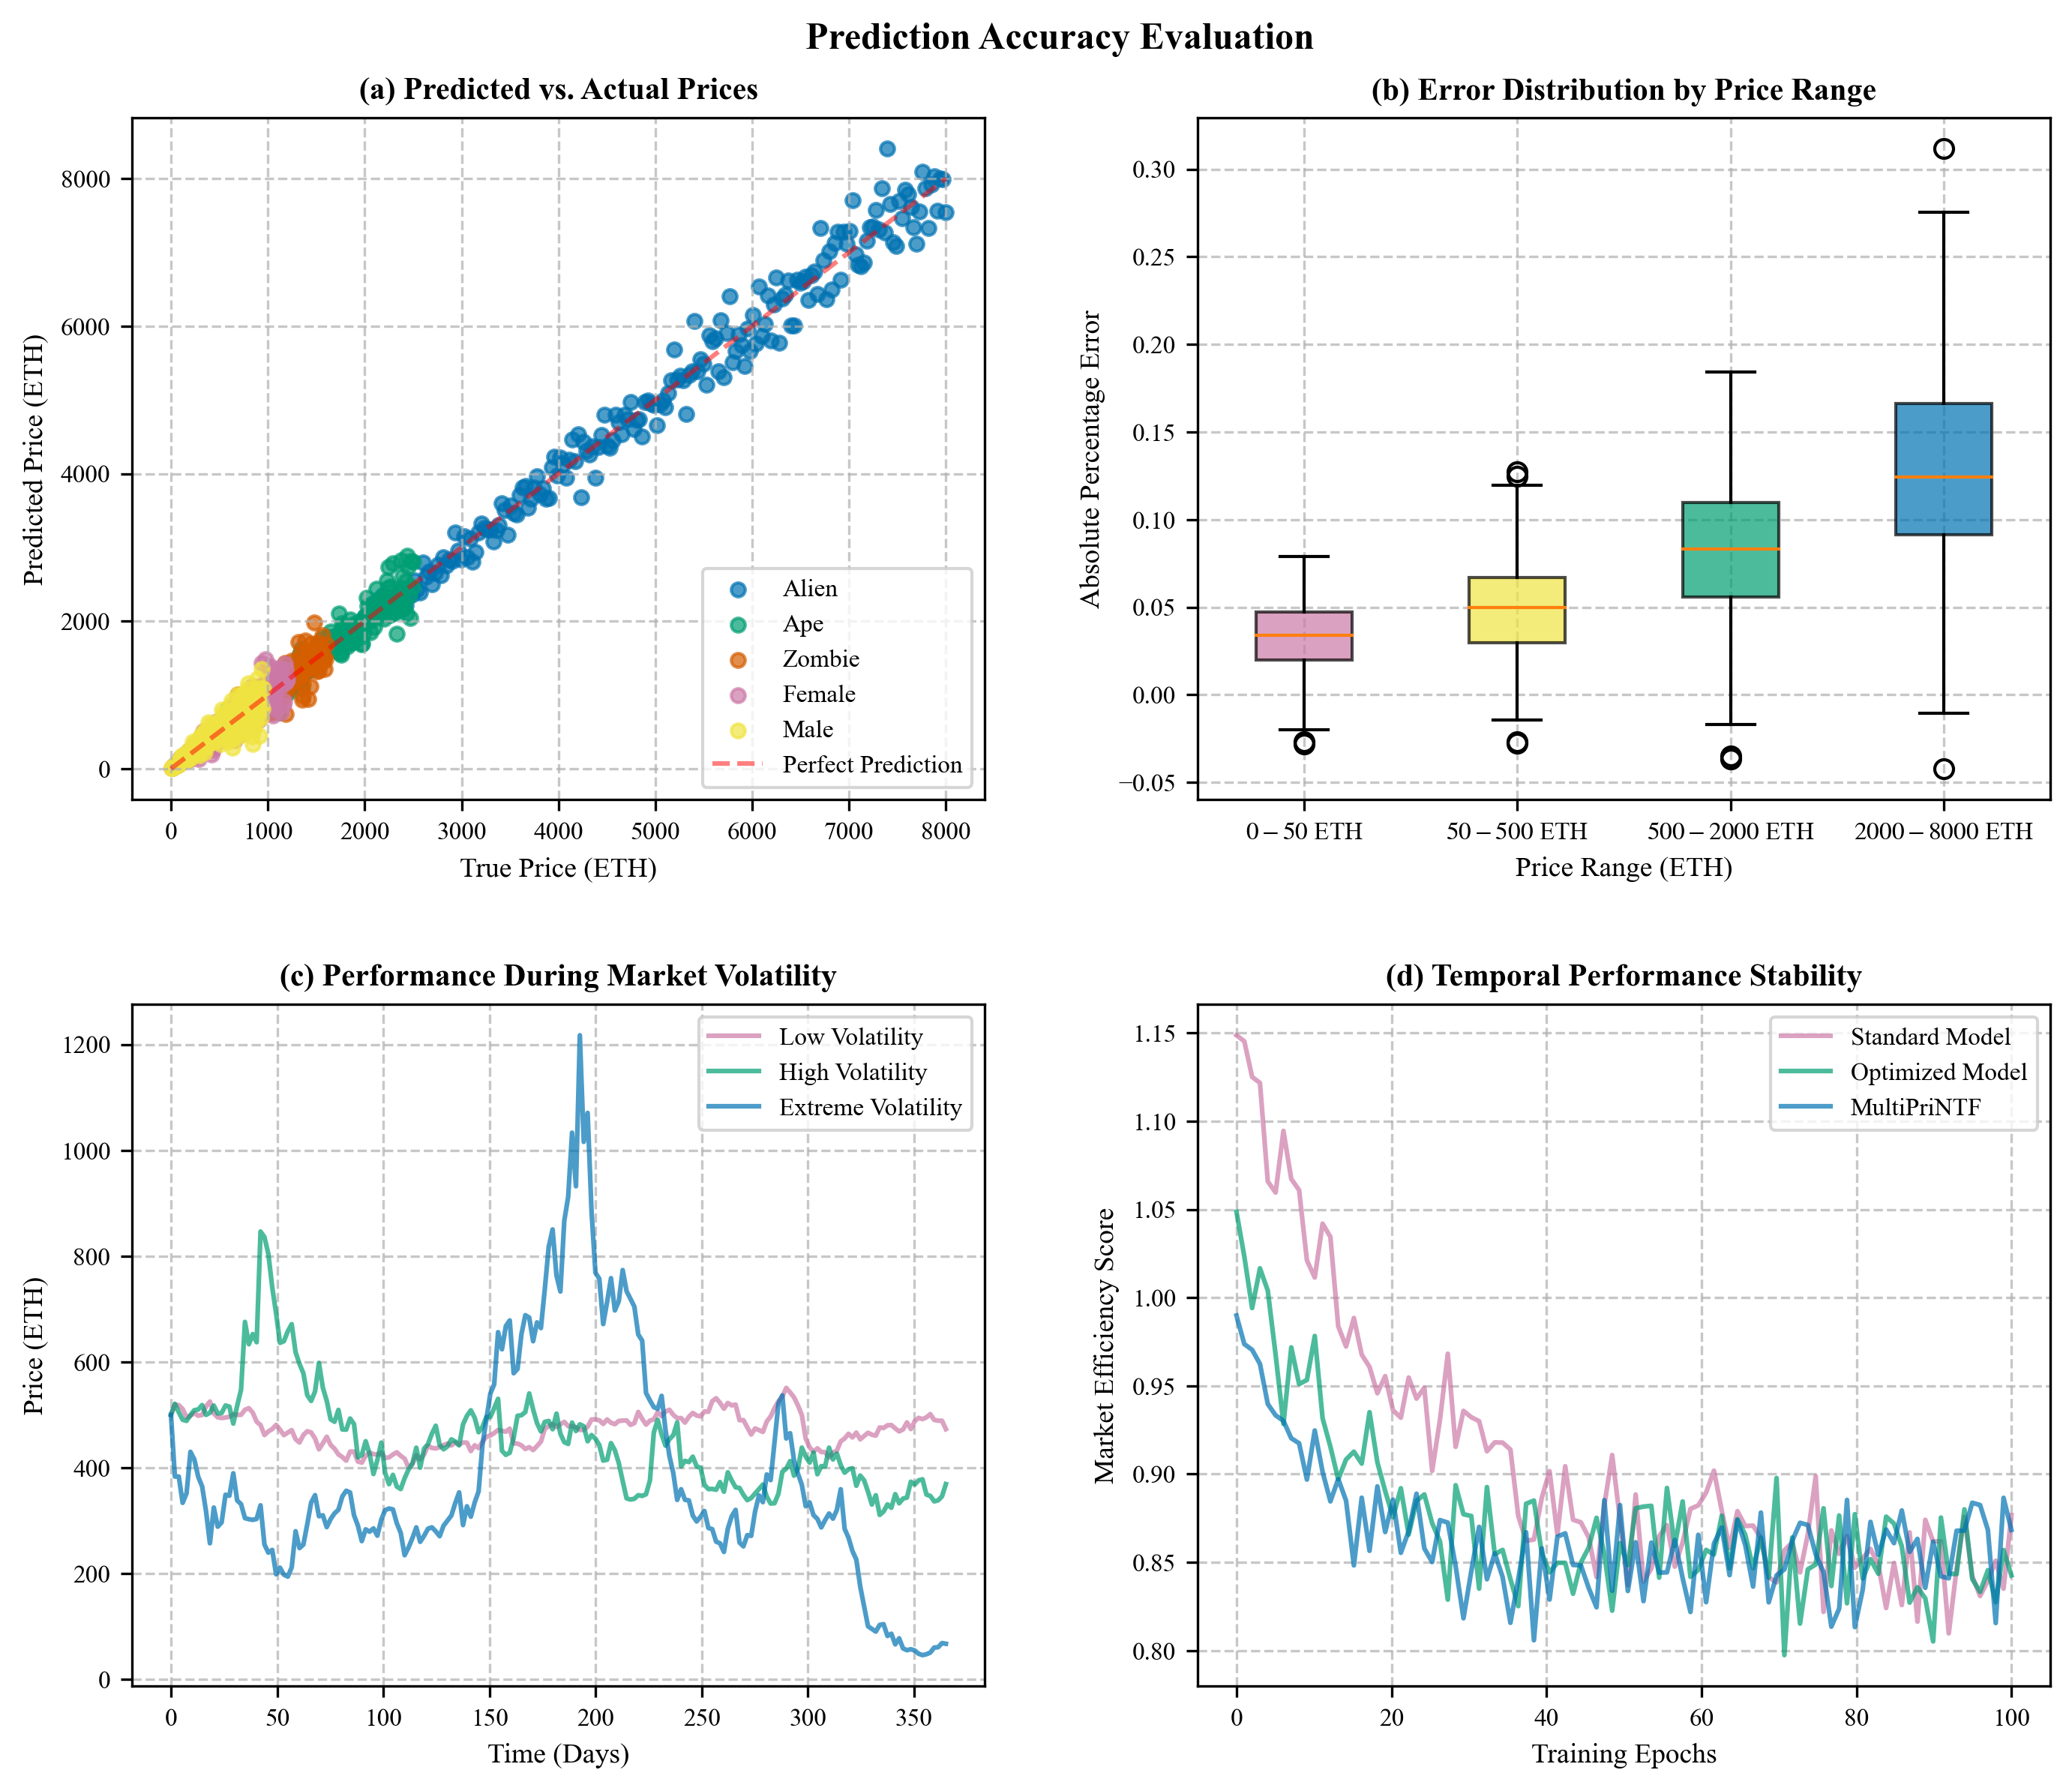 Prediction Accuracy Evaluation
(a) Predicted vs. Actual Prices
8000
6000
4000
2000
0
Predicted Price (ETH)
Alien
Ape
Zombie
Female
Male
Perfect Prediction
0 1000 2000 3000 4000 5000 6000 7000 8000
True Price (ETH)
(b) Error Distribution by Price Range
0.30
0.25
0.20
0.15
0.10
0.05
0.00
−0.05
Absolute Percentage Error
0 – 50 ETH 50 – 500 ETH 500 – 2000 ETH 2000 – 8000 ETH
Price Range (ETH)
(c) Performance During Market Volatility
1200
1000
800
600
400
200
0
Price (ETH)
Low Volatility
High Volatility
Extreme Volatility
0 50 100 150 200 250 300 350
Time (Days)
(d) Temporal Performance Stability
1.15
1.10
1.05
1.00
0.95
0.90
0.85
0.80
Market Efficiency Score
Standard Model
Optimized Model
MultiPriNTF
0 20 40 60 80 100
Training Epochs